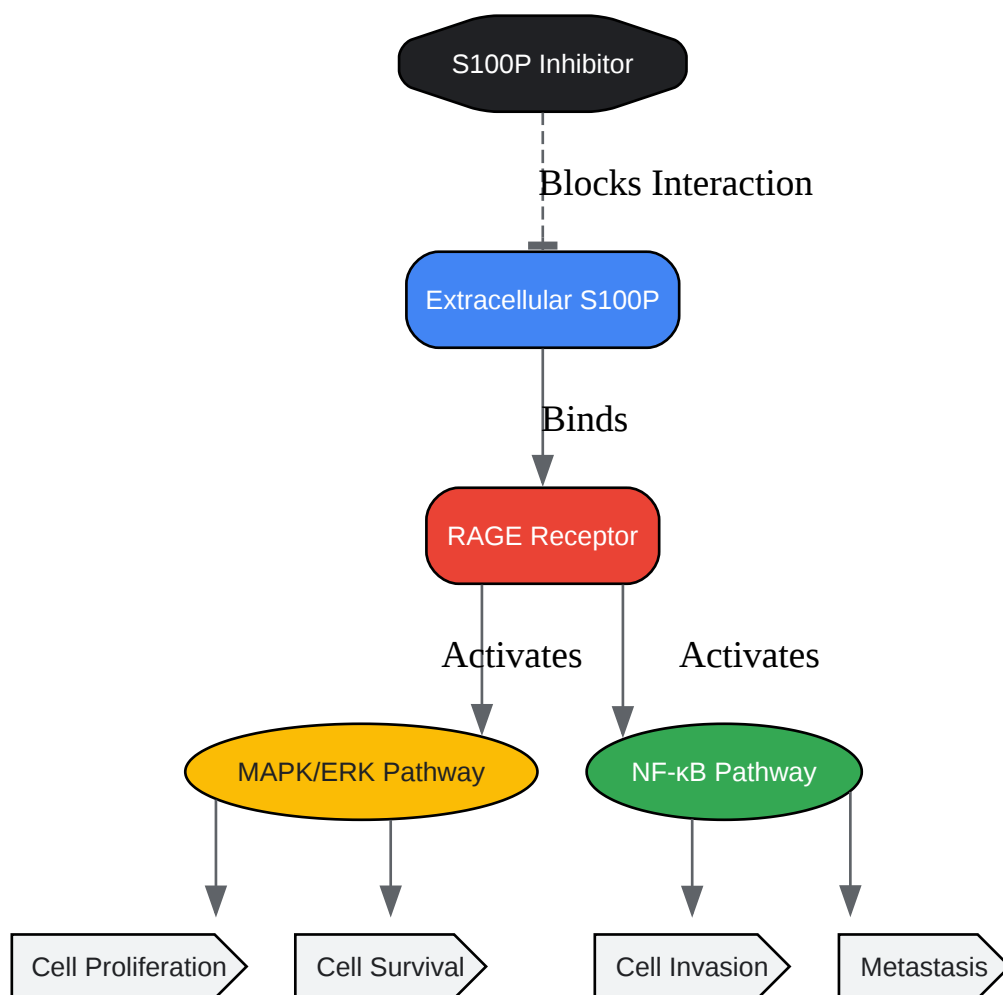 S100P Inhibitor
Blocks Interaction
Extracellular S100P
Binds
RAGE Receptor
Activates
Activates
MAPK/ERK Pathway
NF-κB Pathway
Cell Proliferation
Cell Survival
Cell Invasion
Metastasis